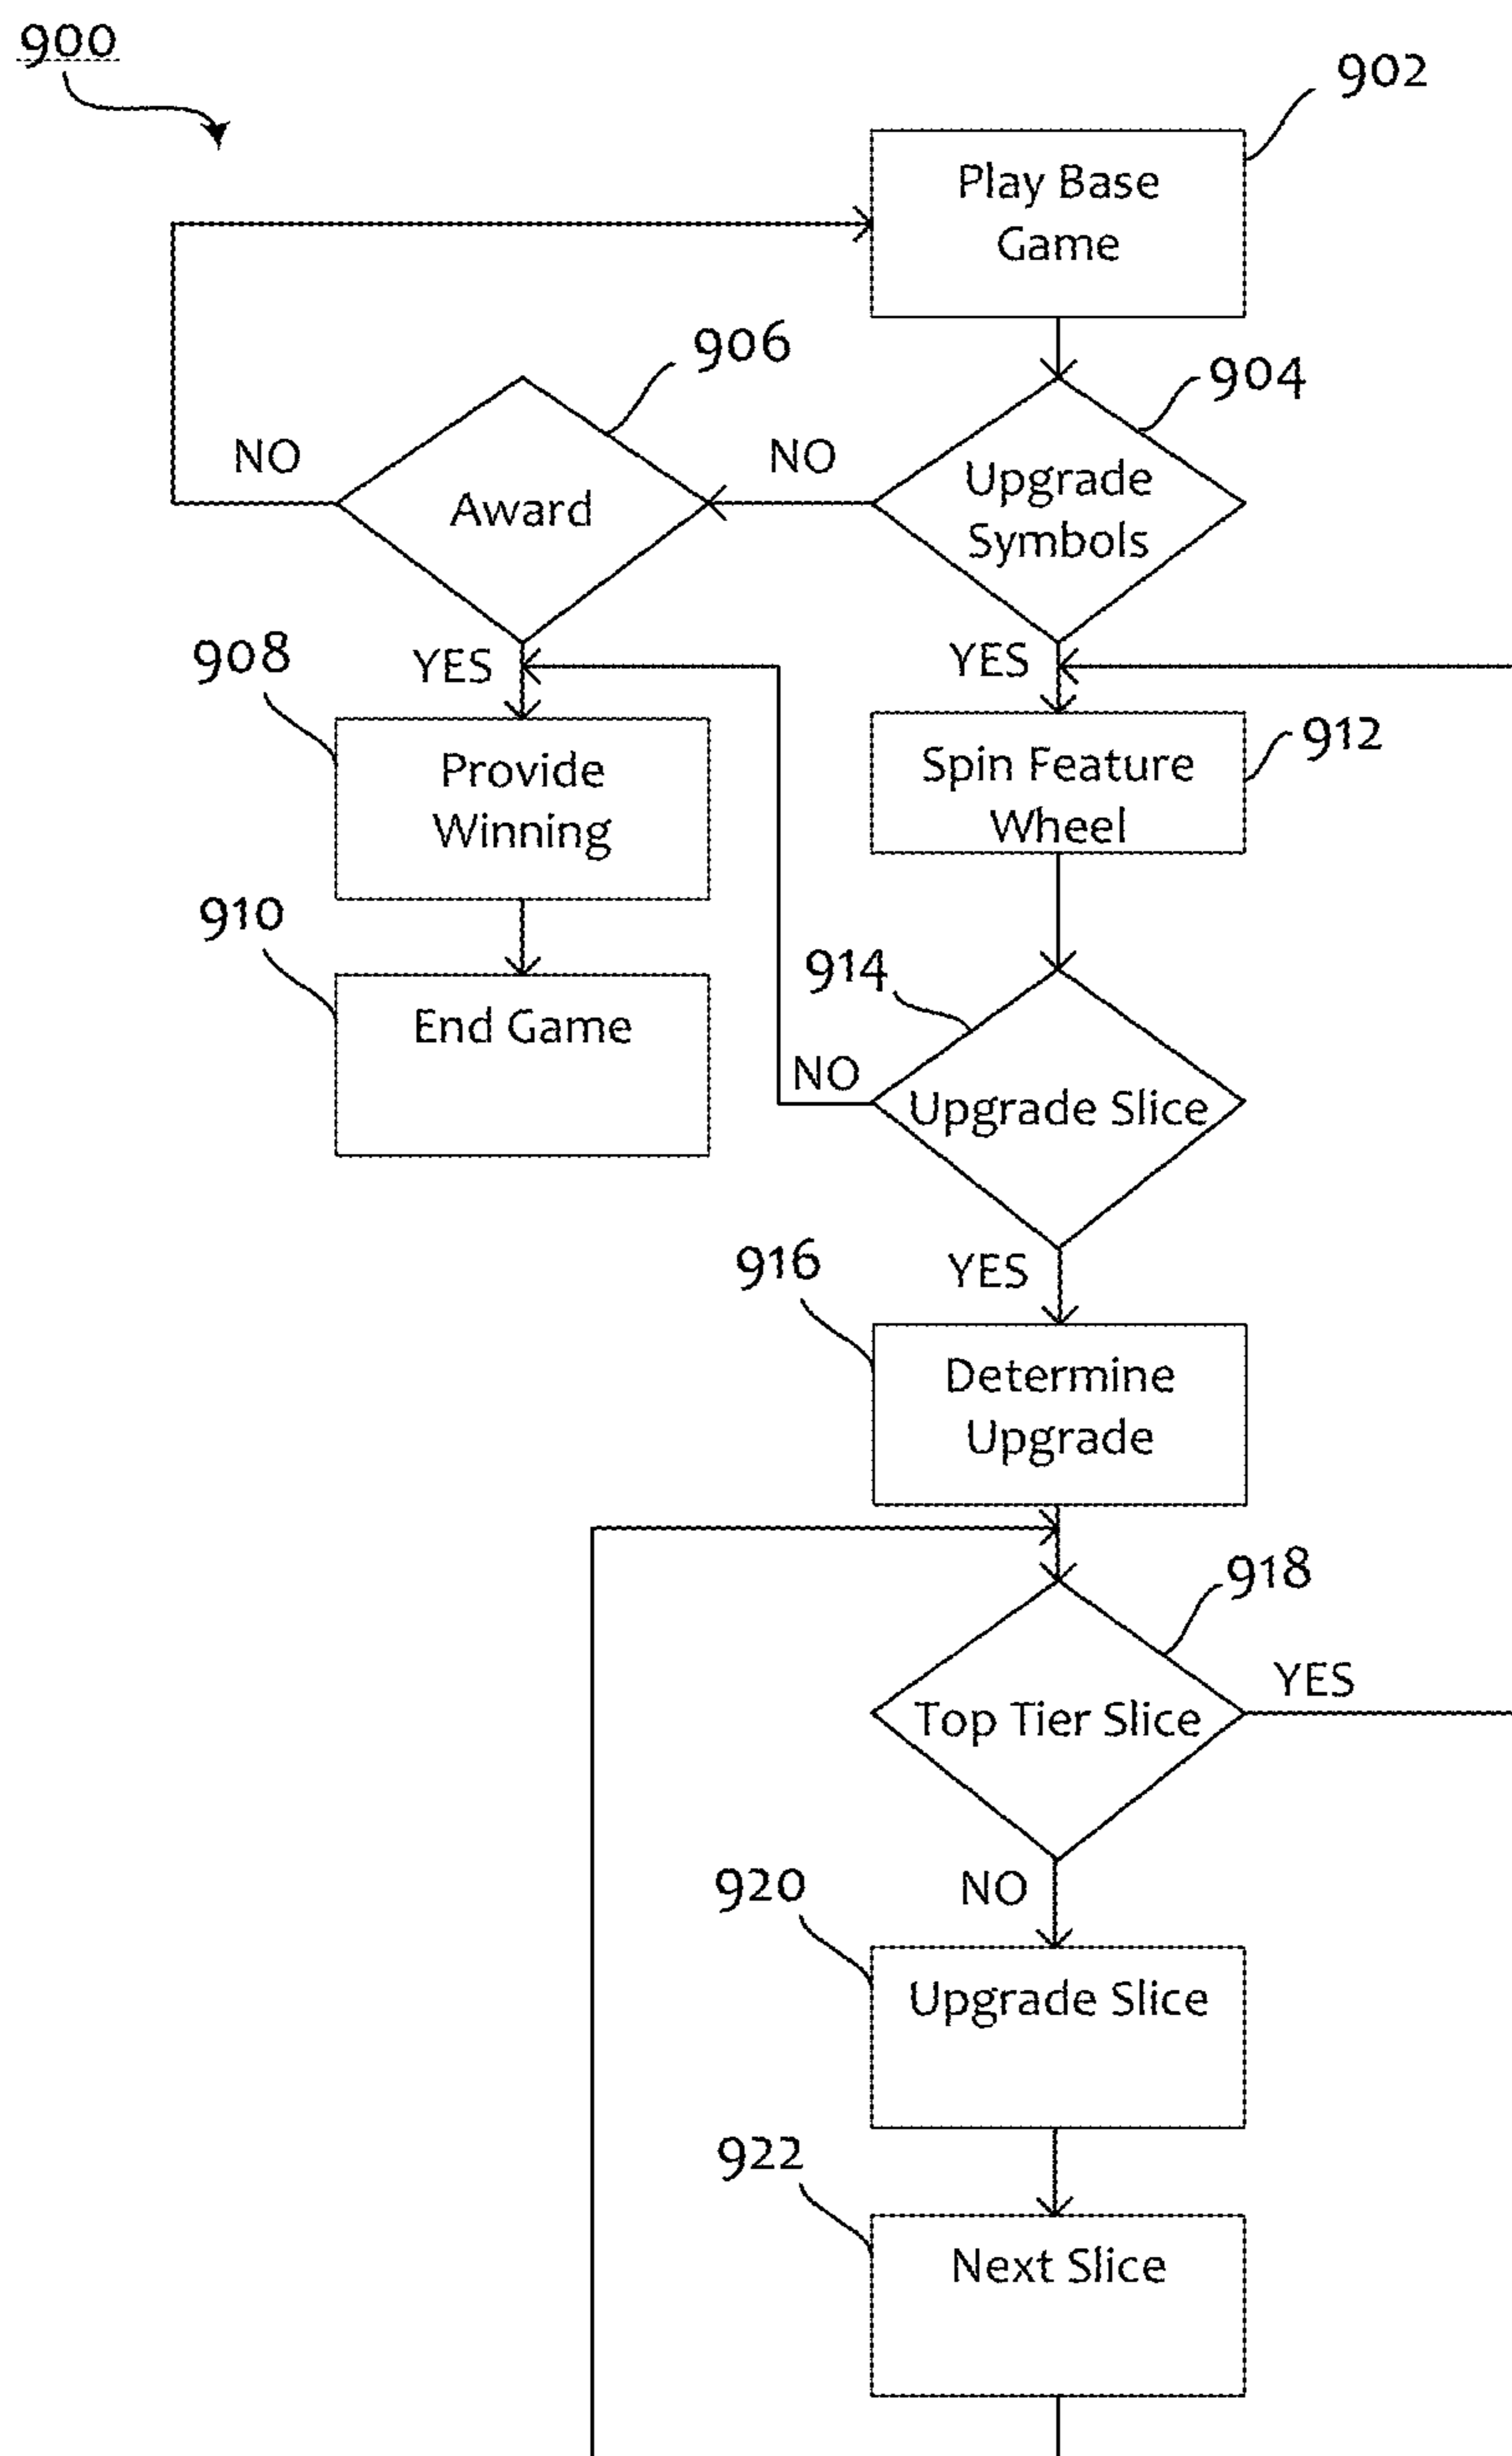 900
902
Play Base
Game
906
904
NO
NO
Award
Upgrade
Symbols
908
YES
YES
912
Provide
Winning
Spin Feature
Wheel
910
914
End Game
NO
Upgrade Slice
916
YES
Determine
Upgrade
918
YES
Top Tier Slice
920
NO
Upgrade Slice
922
Next Slice